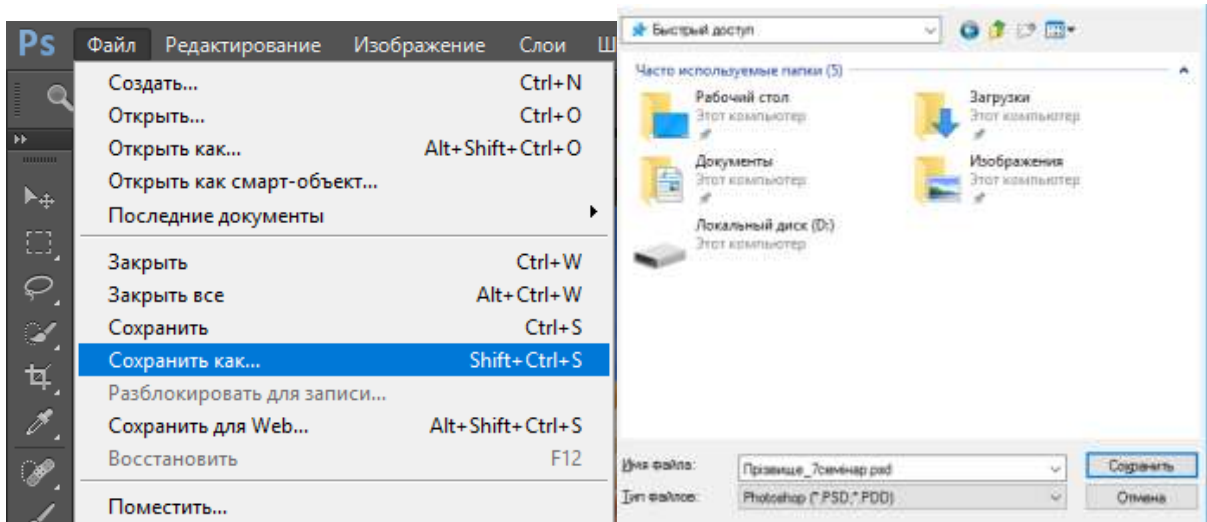 Ps Файл Редактирование Изображение Слои Ш
Создать... Ctrl+N
Открыть... Ctrl+O
Открыть как... Alt+Shift+Ctrl+O
Открыть как смарт-объект...
Последние документы
Закрыть Ctrl+W
Закрыть все Alt+Ctrl+W
Сохранить Ctrl+S
Сохранить как... Shift+Ctrl+S
Разблокировать для записи...
Сохранить для Web... Alt+Shift+Ctrl+S
Восстановить F12
Поместить...
Быстрый доступ
Часто используемые папки (5)
Рабочий стол
Этот компьютер
Загрузки
Этот компьютер
Документы
Этот компьютер
Изображения
Этот компьютер
Локальный диск (D:)
Этот компьютер
Имя файла: Прізвище_7семінар.psd Сохранить
Тип файлов: Photoshop (*.PSD;*.PDD) Отмена